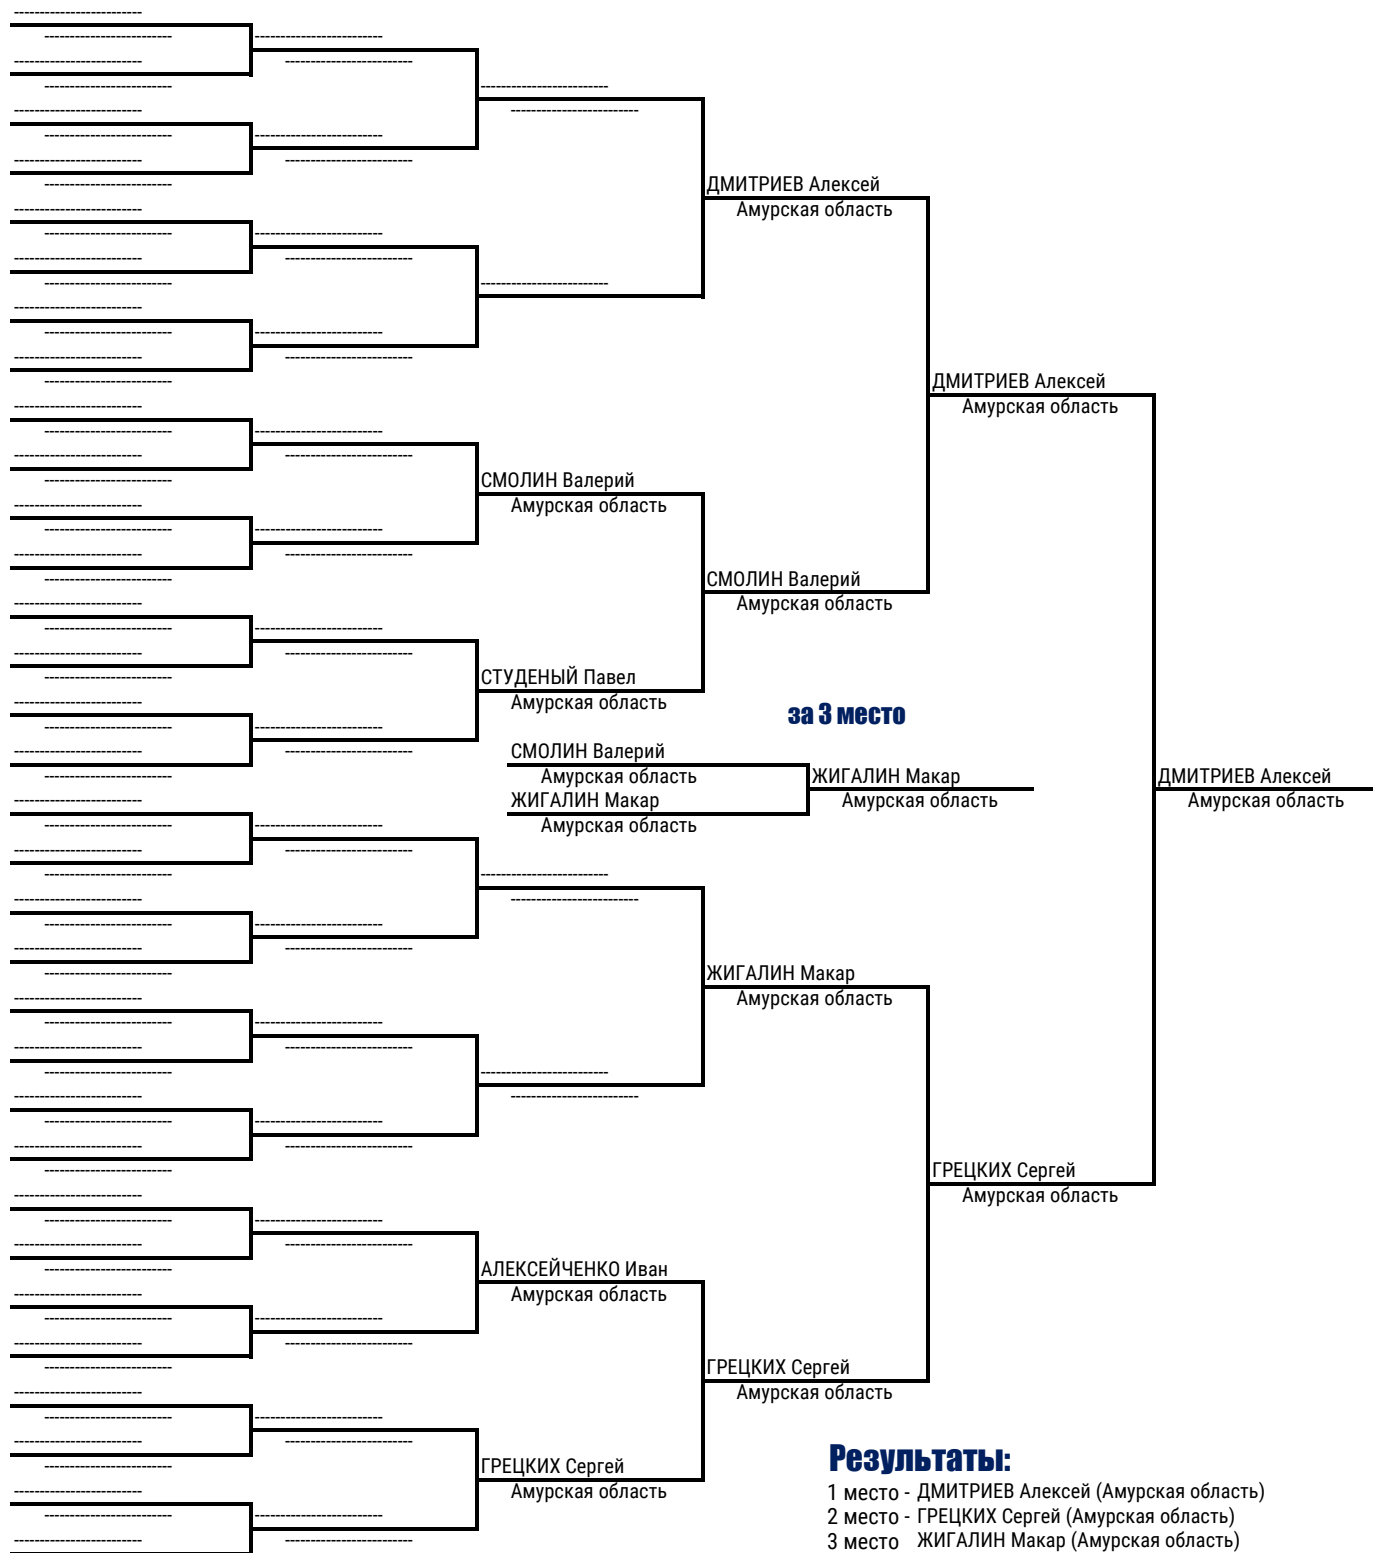 ДМИТРИЕВ Алексей
Амурская область
ДМИТРИЕВ Алексей
Амурская область
СМОЛИН Валерий
Амурская область
СМОЛИН Валерий
Амурская область
СТУДЕНЫЙ Павел
Амурская область
за 3 место
СМОЛИН Валерий
Амурская область
ЖИГАЛИН Макар
Амурская область
ЖИГАЛИН Макар
Амурская область
ДМИТРИЕВ Алексей
Амурская область
ЖИГАЛИН Макар
Амурская область
ГРЕЦКИХ Сергей
Амурская область
АЛЕКСЕЙЧЕНКО Иван
Амурская область
ГРЕЦКИХ Сергей
Амурская область
ГРЕЦКИХ Сергей
Амурская область
Результаты:
1 место - ДМИТРИЕВ Алексей (Амурская область)
2 место - ГРЕЦКИХ Сергей (Амурская область)
3 место ЖИГАЛИН Макар (Амурская область)